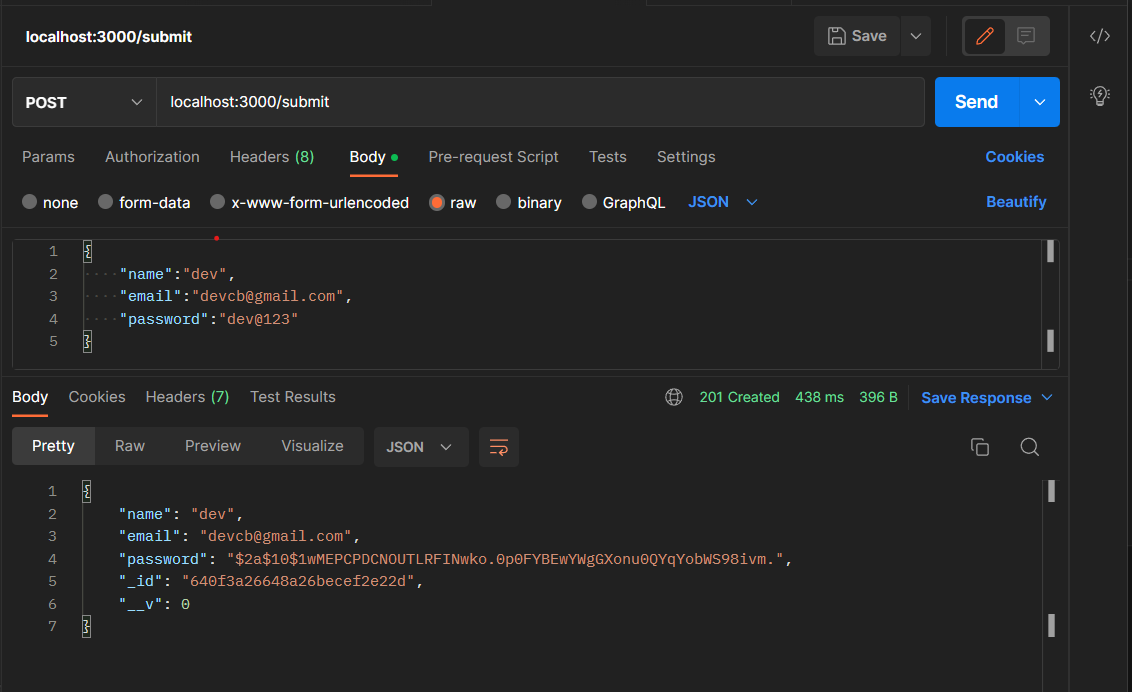 localhost:3000/submit
Save
POST localhost:3000/submit Send
Params Authorization Headers (8) Body Pre-request Script Tests Settings Cookies
none form-data x-www-form-urlencoded raw binary GraphQL JSON Beautify
1 {
2 ····"name":"dev",
3 ····"email":"devcb@gmail.com",
4 ····"password":"dev@123"
5 }
Body Cookies Headers (7) Test Results 201 Created 438 ms 396 B Save Response
Pretty Raw Preview Visualize JSON
1 {
2 "name": "dev",
3 "email": "devcb@gmail.com",
4 "password": "$2a$10$1wMEPCPDCNOUTLRFINwko.0p0FYBEwYWgGXonu0QYqYobWS98ivm.",
5 "_id": "640f3a26648a26becef2e22d",
6 "__v": 0
7 }